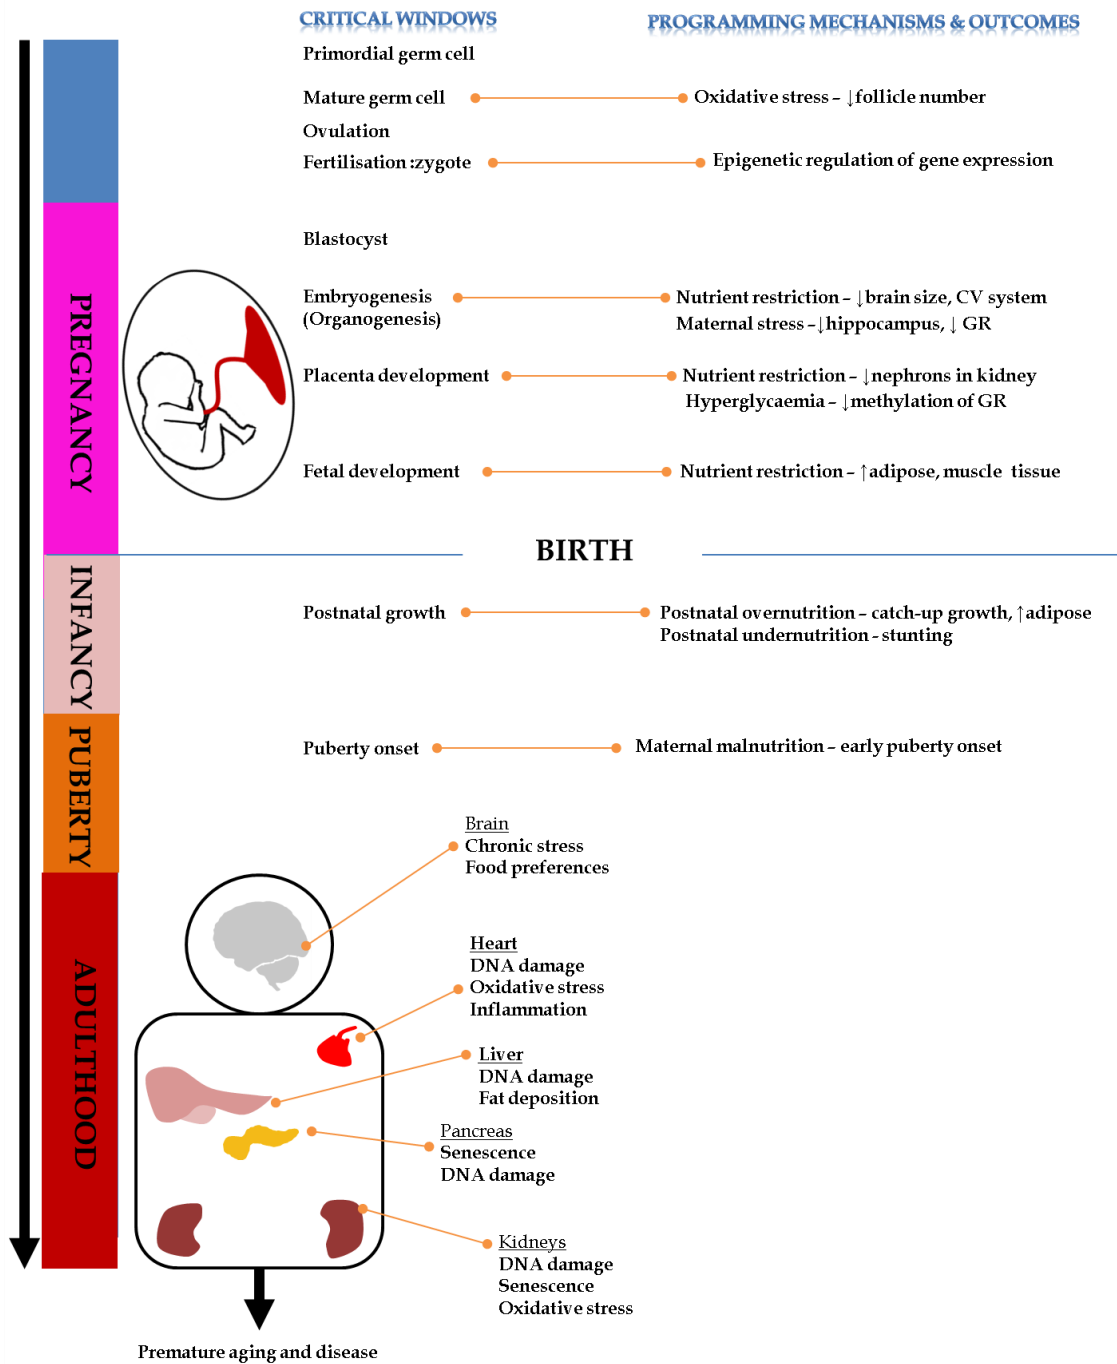 CRITICAL WINDOWS
PROGRAMMING MECHANISMS & OUTCOMES
Primordial germ cell
Mature germ cell
Oxidative stress – ↓follicle number
Ovulation
Fertilisation :zygote
Epigenetic regulation of gene expression
PREGNANCY
Blastocyst
Embryogenesis
(Organogenesis)
Nutrient restriction – ↓brain size, CV system
Maternal stress –↓hippocampus, ↓ GR
Placenta development
Nutrient restriction – ↓nephrons in kidney
Hyperglycaemia – ↓methylation of GR
Fetal development
Nutrient restriction – ↑adipose, muscle tissue
BIRTH
INFANCY
Postnatal growth
Postnatal overnutrition – catch-up growth, ↑adipose
Postnatal undernutrition - stunting
PUBERTY
Puberty onset
Maternal malnutrition – early puberty onset
ADULTHOOD
Brain
Chronic stress
Food preferences
Heart
DNA damage
Oxidative stress
Inflammation
Liver
DNA damage
Fat deposition
Pancreas
Senescence
DNA damage
Kidneys
DNA damage
Senescence
Oxidative stress
Premature aging and disease